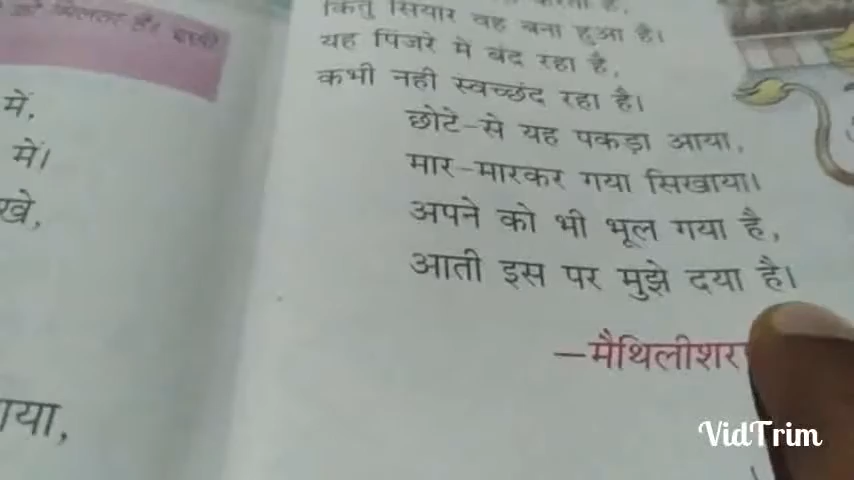 किंतु सियार वह बना हुआ है।
यह पिंजरे में बंद रहा है,
कभी नहीं स्वच्छंद रहा है।
छोटे-से यह पकड़ा आया,
मार-मारकर गया सिखाया।
अपने को भी भूल गया है,
आती इस पर मुझे दया है।
—मैथिलीशर
में,
में।
VidTrim